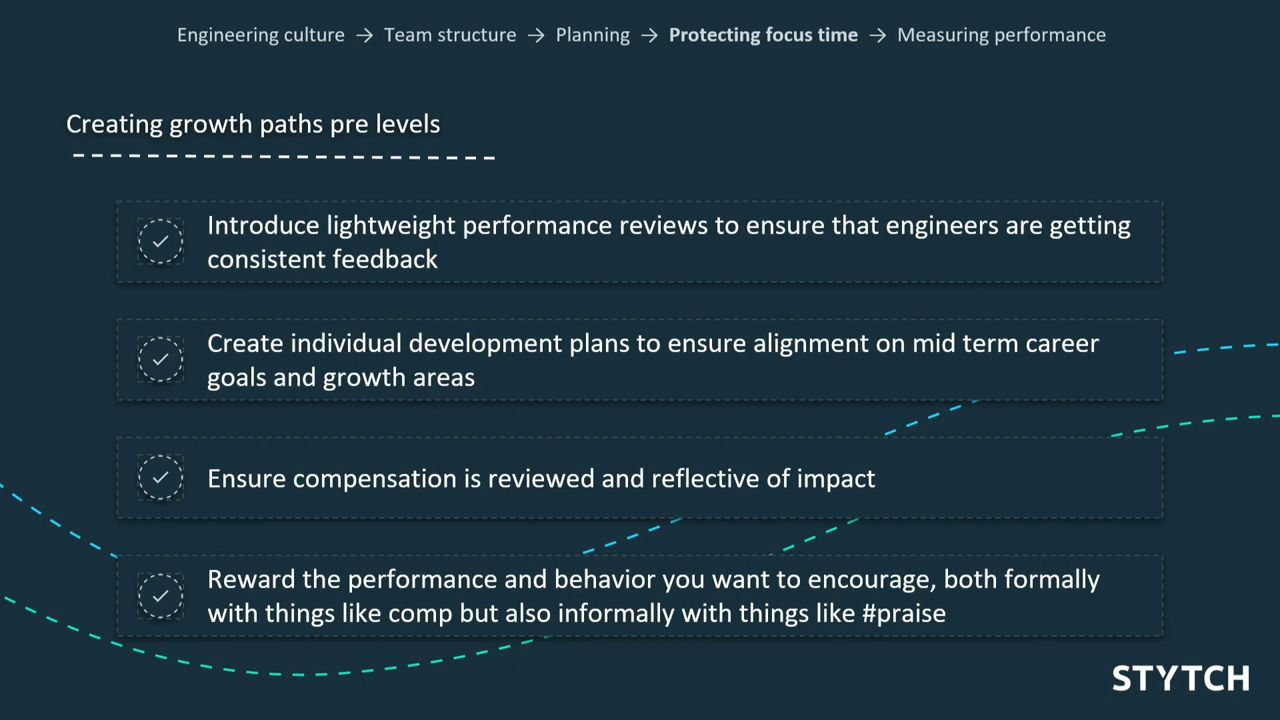 Engineering culture → Team structure → Planning → Protecting focus time → Measuring performance
Creating growth paths pre levels
Introduce lightweight performance reviews to ensure that engineers are getting
consistent feedback
Create individual development plans to ensure alignment on mid term career
goals and growth areas
Ensure compensation is reviewed and reflective of impact
Reward the performance and behavior you want to encourage, both formally
with things like comp but also informally with things like #praise
STYTCH